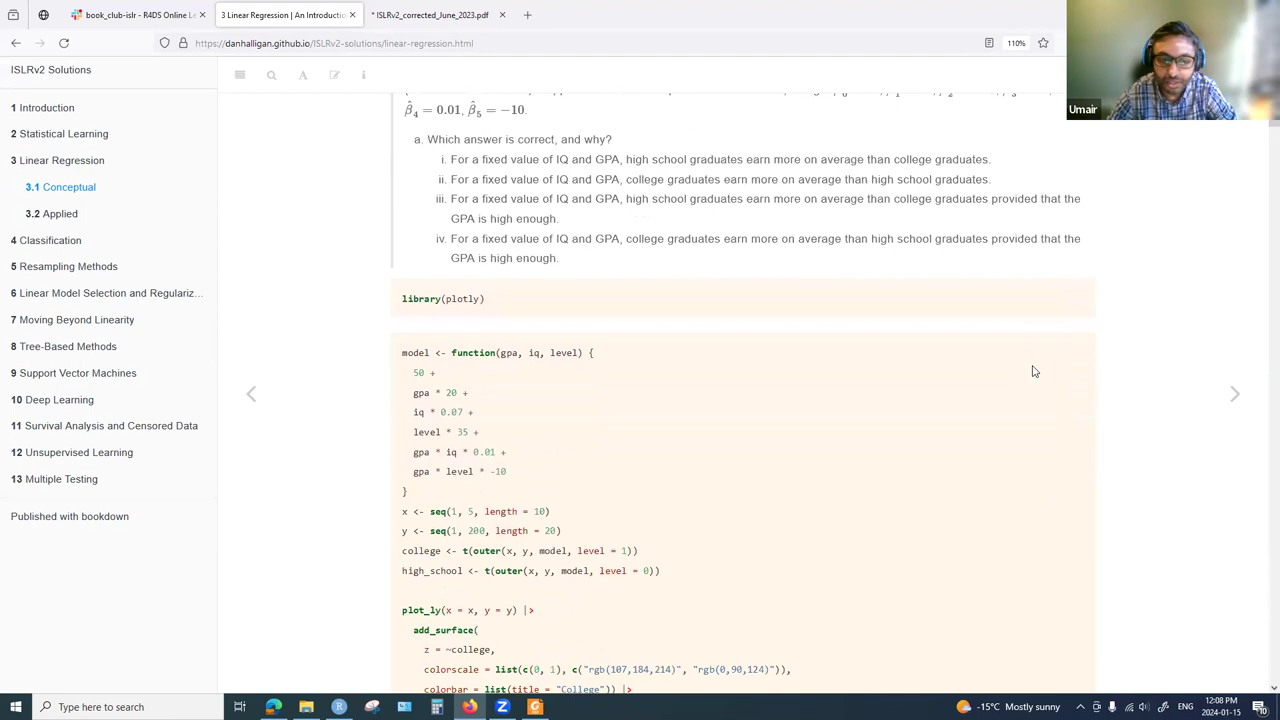 book_club-islr - R4DS Online L
3 Linear Regression | An Introductio
* ISLRv2_corrected_June_2023.pdf
https://danhalligan.github.io/ISLRv2-solutions/linear-regression.html
110%
ISLRv2 Solutions
1 Introduction
2 Statistical Learning
3 Linear Regression
3.1 Conceptual
3.2 Applied
4 Classification
5 Resampling Methods
6 Linear Model Selection and Regulariz...
7 Moving Beyond Linearity
8 Tree-Based Methods
9 Support Vector Machines
10 Deep Learning
11 Survival Analysis and Censored Data
12 Unsupervised Learning
13 Multiple Testing
Published with bookdown
β̂₄ = 0.01, β̂₅ = −10.
a. Which answer is correct, and why?
i. For a fixed value of IQ and GPA, high school graduates earn more on average than college graduates.
ii. For a fixed value of IQ and GPA, college graduates earn more on average than high school graduates.
iii. For a fixed value of IQ and GPA, high school graduates earn more on average than college graduates provided that the
GPA is high enough.
iv. For a fixed value of IQ and GPA, college graduates earn more on average than high school graduates provided that the
GPA is high enough.
library(plotly)
model <- function(gpa, iq, level) {
50 +
gpa * 20 +
iq * 0.07 +
level * 35 +
gpa * iq * 0.01 +
gpa * level * -10
}
x <- seq(1, 5, length = 10)
y <- seq(1, 200, length = 20)
college <- t(outer(x, y, model, level = 1))
high_school <- t(outer(x, y, model, level = 0))
plot_ly(x = x, y = y) |>
add_surface(
z = ~college,
colorscale = list(c(0, 1), c("rgb(107,184,214)", "rgb(0,90,124)")),
colorbar = list(title = "College")) |>
Umair
Type here to search
-15°C Mostly sunny
ENG
12:08 PM
2024-01-15
10